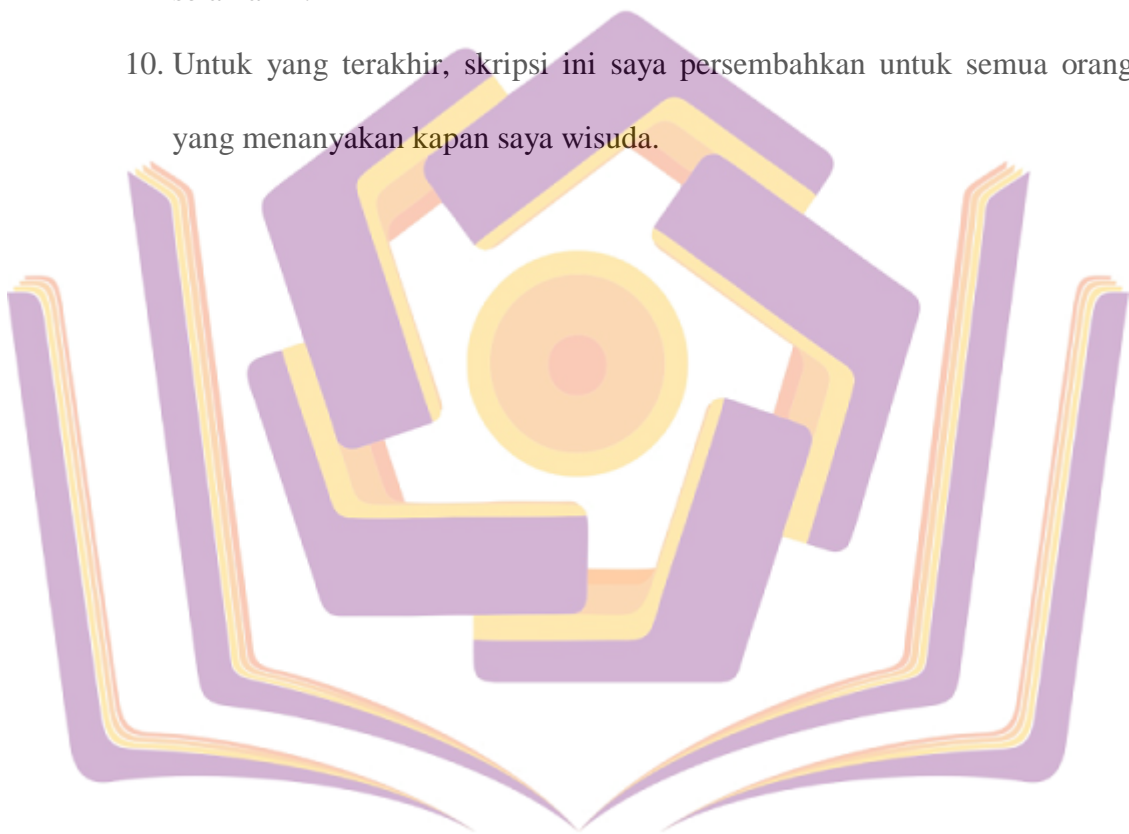 10. Untuk yang terakhir, skripsi ini saya persembahkan untuk semua orang
yang menanyakan kapan saya wisuda.